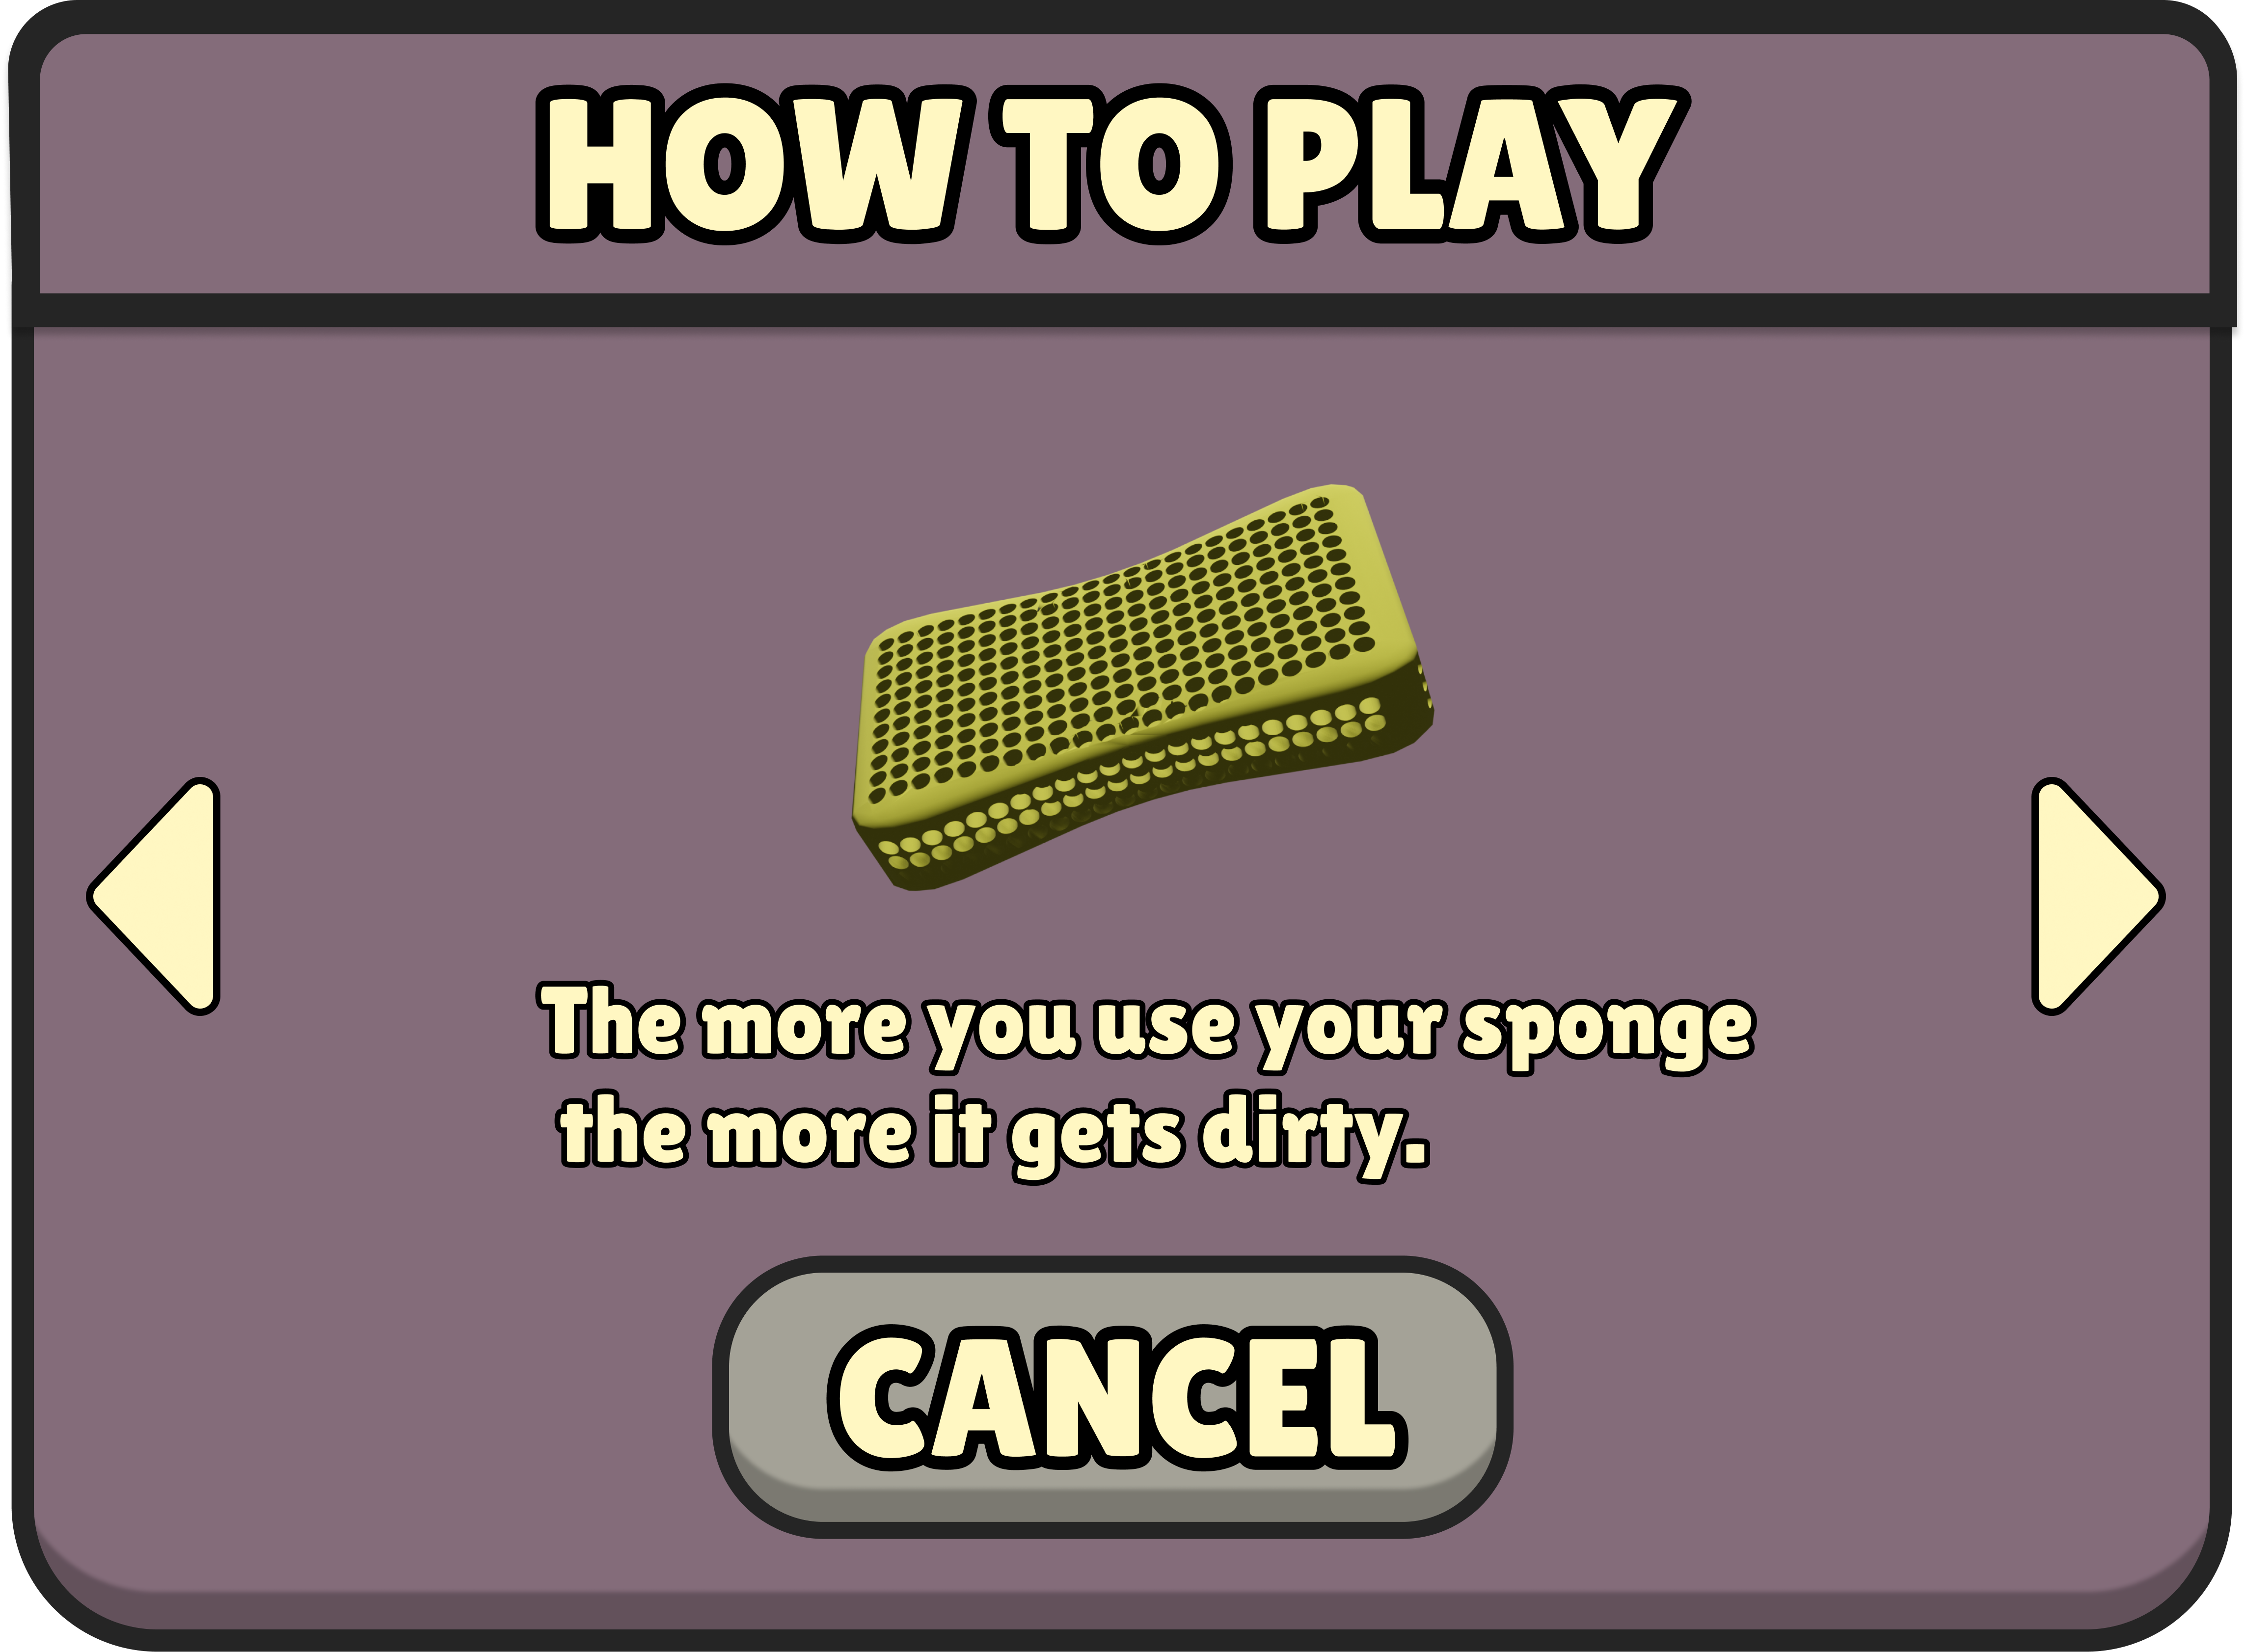 HOW TO PLAY
The more you use your sponge
the more it gets dirty.
CANCEL